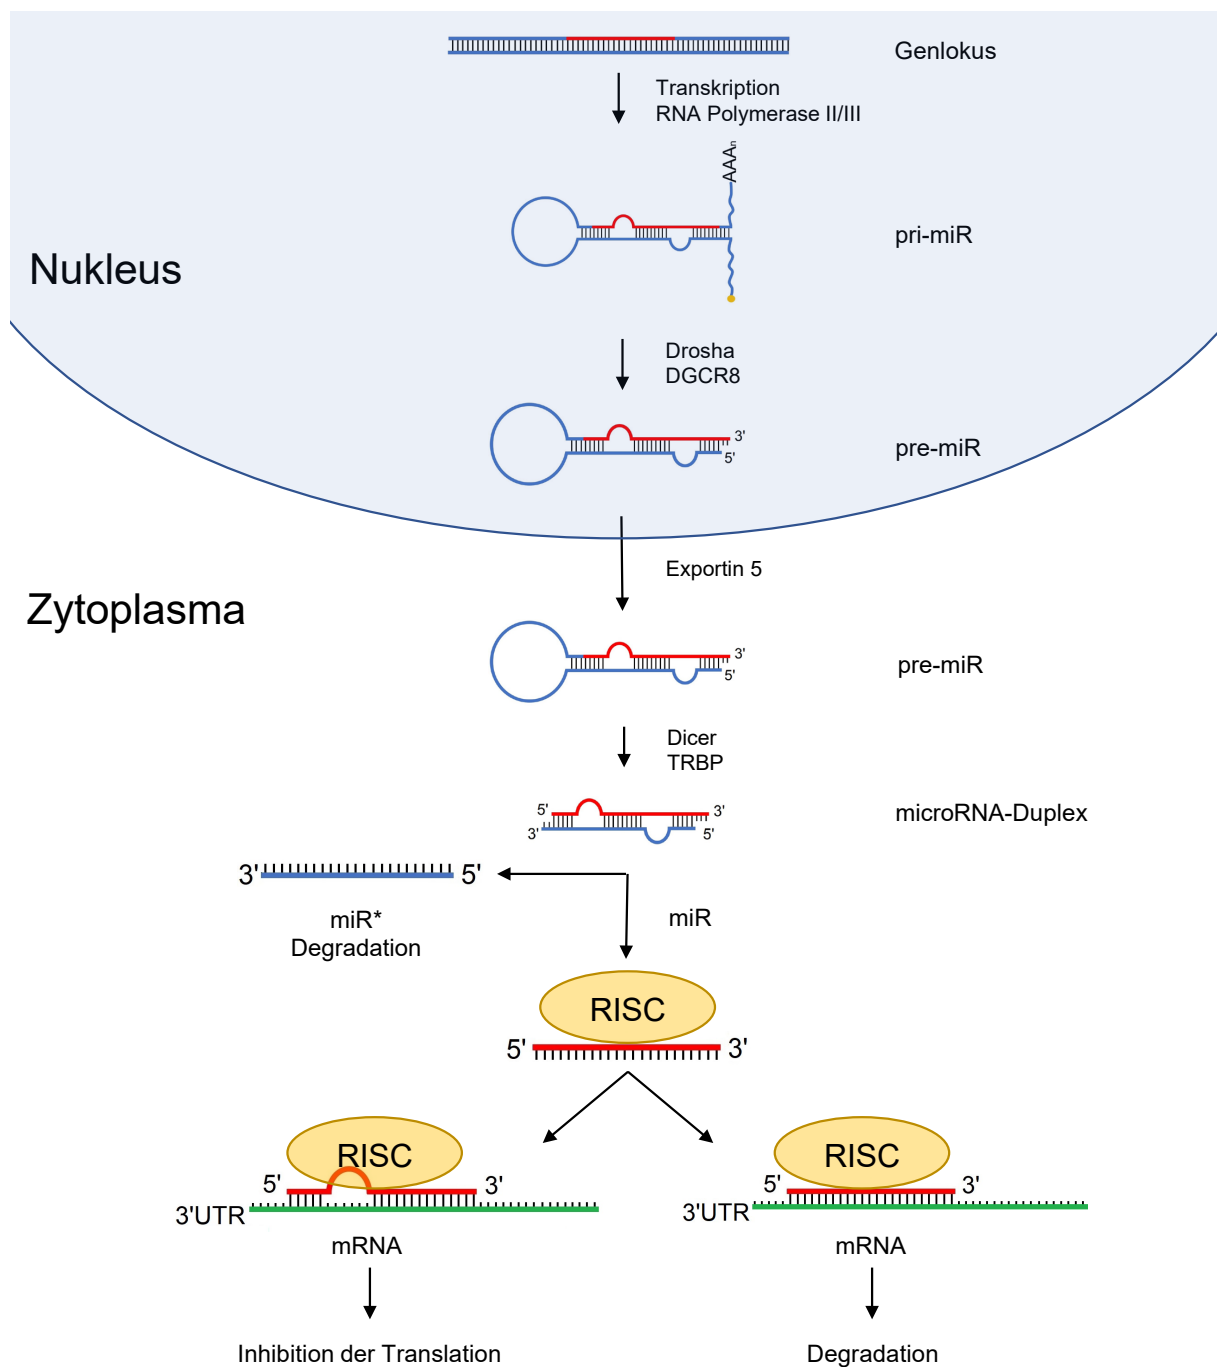 Genlokus
Transkription
RNA Polymerase II/III
AAAn
pri-miR
Nukleus
Drosha
DGCR8
3'
pre-miR
5'
Exportin 5
Zytoplasma
3'
pre-miR
5'
Dicer
TRBP
5' 3'
microRNA-Duplex
3' 5'
3' 5'
miR*
Degradation
miR
RISC
5' 3'
RISC
5' 3'
3'UTR
mRNA
Inhibition der Translation
RISC
5' 3'
3'UTR
mRNA
Degradation